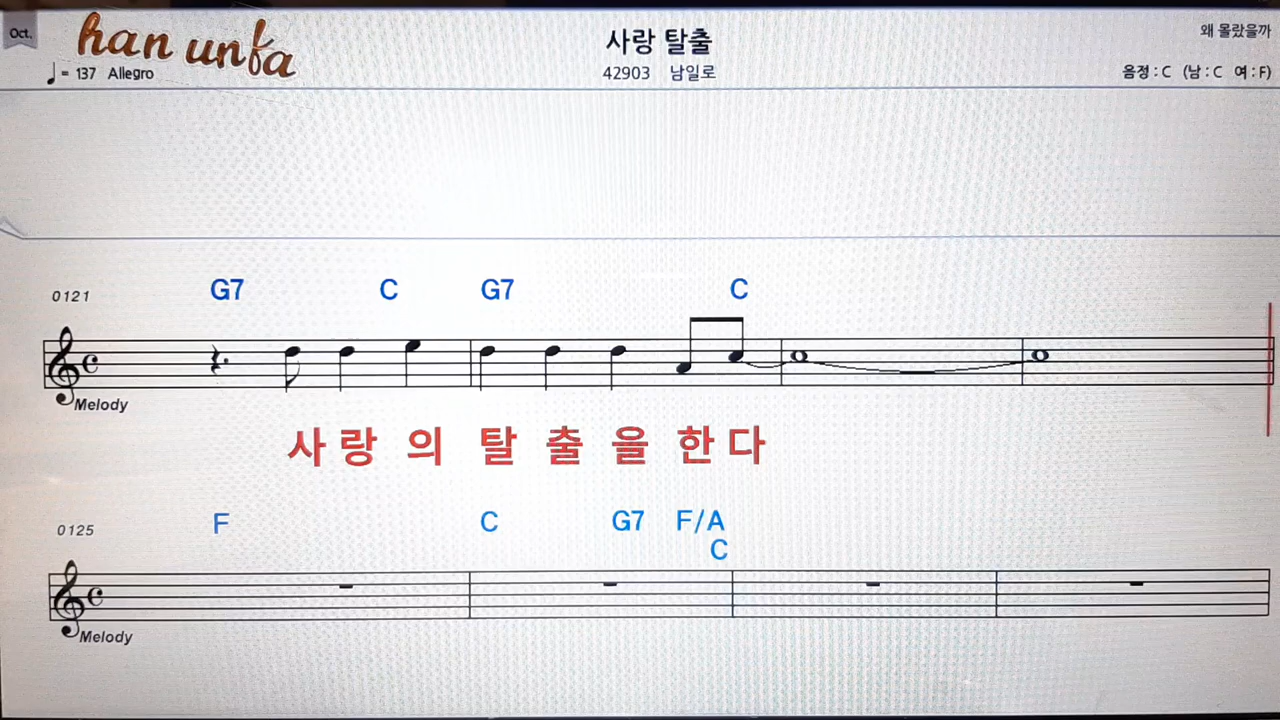 Oct.
han unfa
사랑 탈출
왜 몰랐을까
= 137 Allegro
42903 남일로
음정 : C (남 : C 여 : F)
G7 C G7 C
0121
Melody
사랑의 탈출을 한다
F C G7 F/A
0125
C
Melody